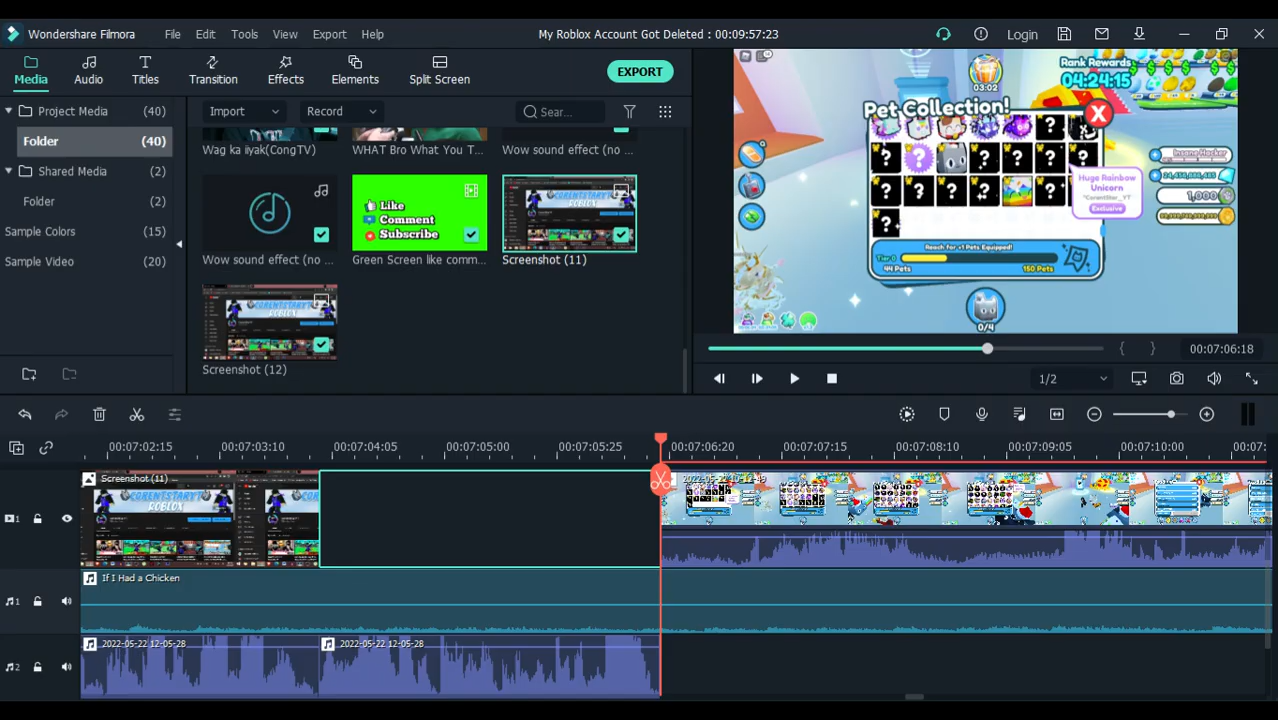 Wondershare Filmora
File Edit Tools View Export Help
My Roblox Account Got Deleted : 00:09:57:23
Login
Media Audio Titles Transition Effects Elements Split Screen
EXPORT
Project Media (40)
Folder (40)
Shared Media (2)
Folder (2)
Sample Colors (15)
Sample Video (20)
Import Record Sear...
Wag ka iiyak(CongTV) WHAT Bro What You T... Wow sound effect (no ...
Like
Comment
Subscribe
Wow sound effect (no ... Green Screen like comm... Screenshot (11)
Screenshot (12)
03:02
Rank Rewards
04:24:15
Pet Collection!
X
Insane Hacker
1,000
Huge Rainbow
Unicorn
Exclusive
Reach for +1 Pets Equipped!
Tier 0
44 Pets 150 Pets
0/4
00:07:06:18
1/2
00:07:02:15 00:07:03:10 00:07:04:05 00:07:05:00 00:07:05:25 00:07:06:20 00:07:07:15 00:07:08:10 00:07:09:05 00:07:10:00 00:07:
Screenshot (11)
CORENTSTARYT
ROBLOX
1
If I Had a Chicken
1
2022-05-22 12-05-28 2022-05-22 12-05-28
2